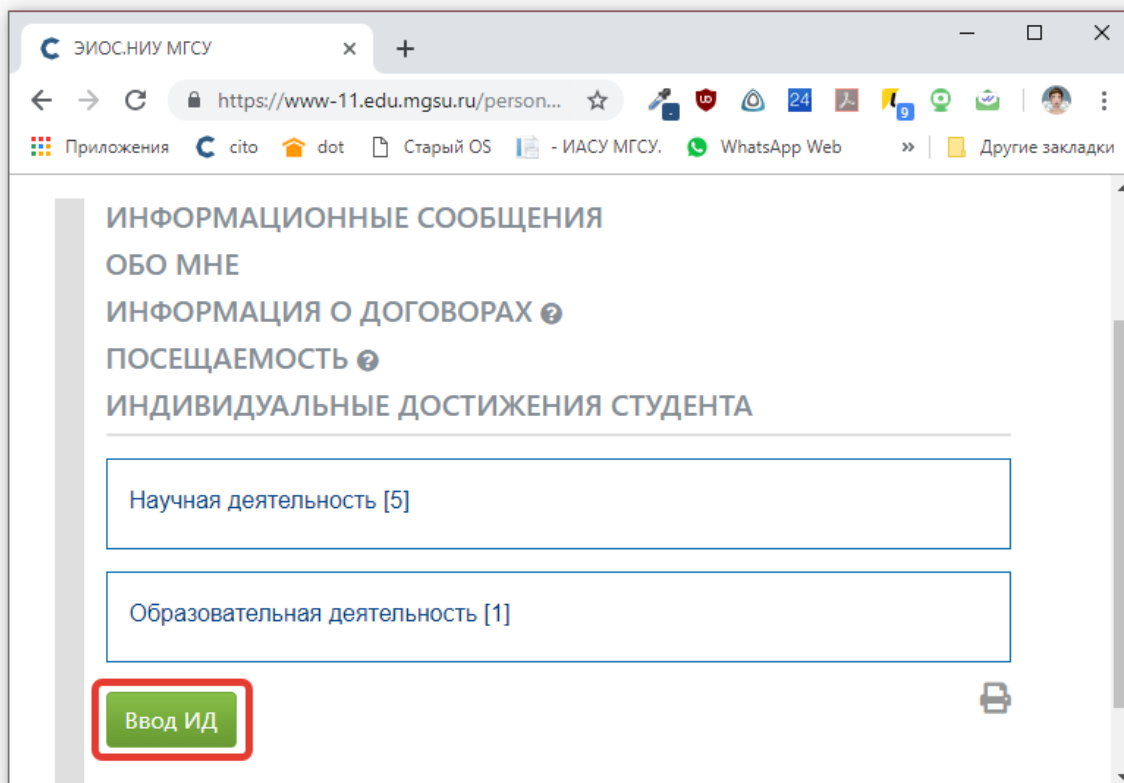 ЭИОС.НИУ МГСУ
https://www-11.edu.mgsu.ru/person...
24
9
Приложения cito dot Старый OS - ИАСУ МГСУ. WhatsApp Web » Другие закладки
ИНФОРМАЦИОННЫЕ СООБЩЕНИЯ
ОБО МНЕ
ИНФОРМАЦИЯ О ДОГОВОРАХ ?
ПОСЕЩАЕМОСТЬ ?
ИНДИВИДУАЛЬНЫЕ ДОСТИЖЕНИЯ СТУДЕНТА
Научная деятельность [5]
Образовательная деятельность [1]
Ввод ИД